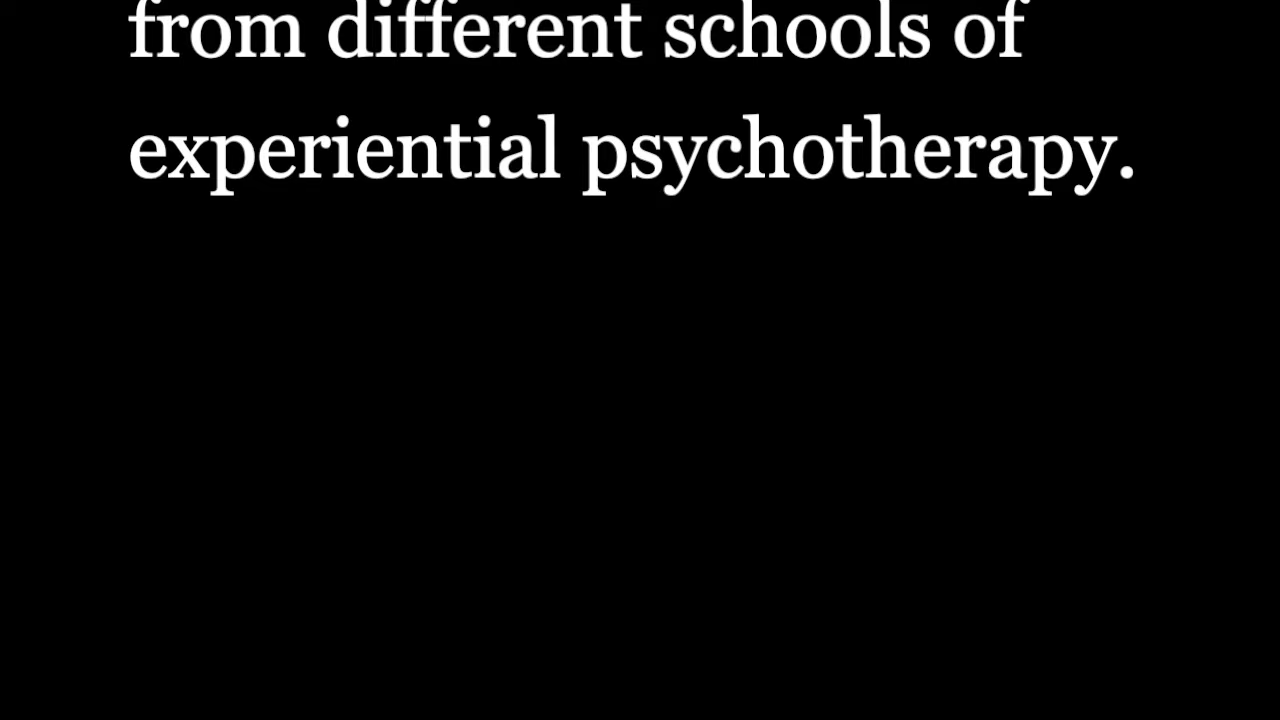 from different schools of
experiential psychotherapy.